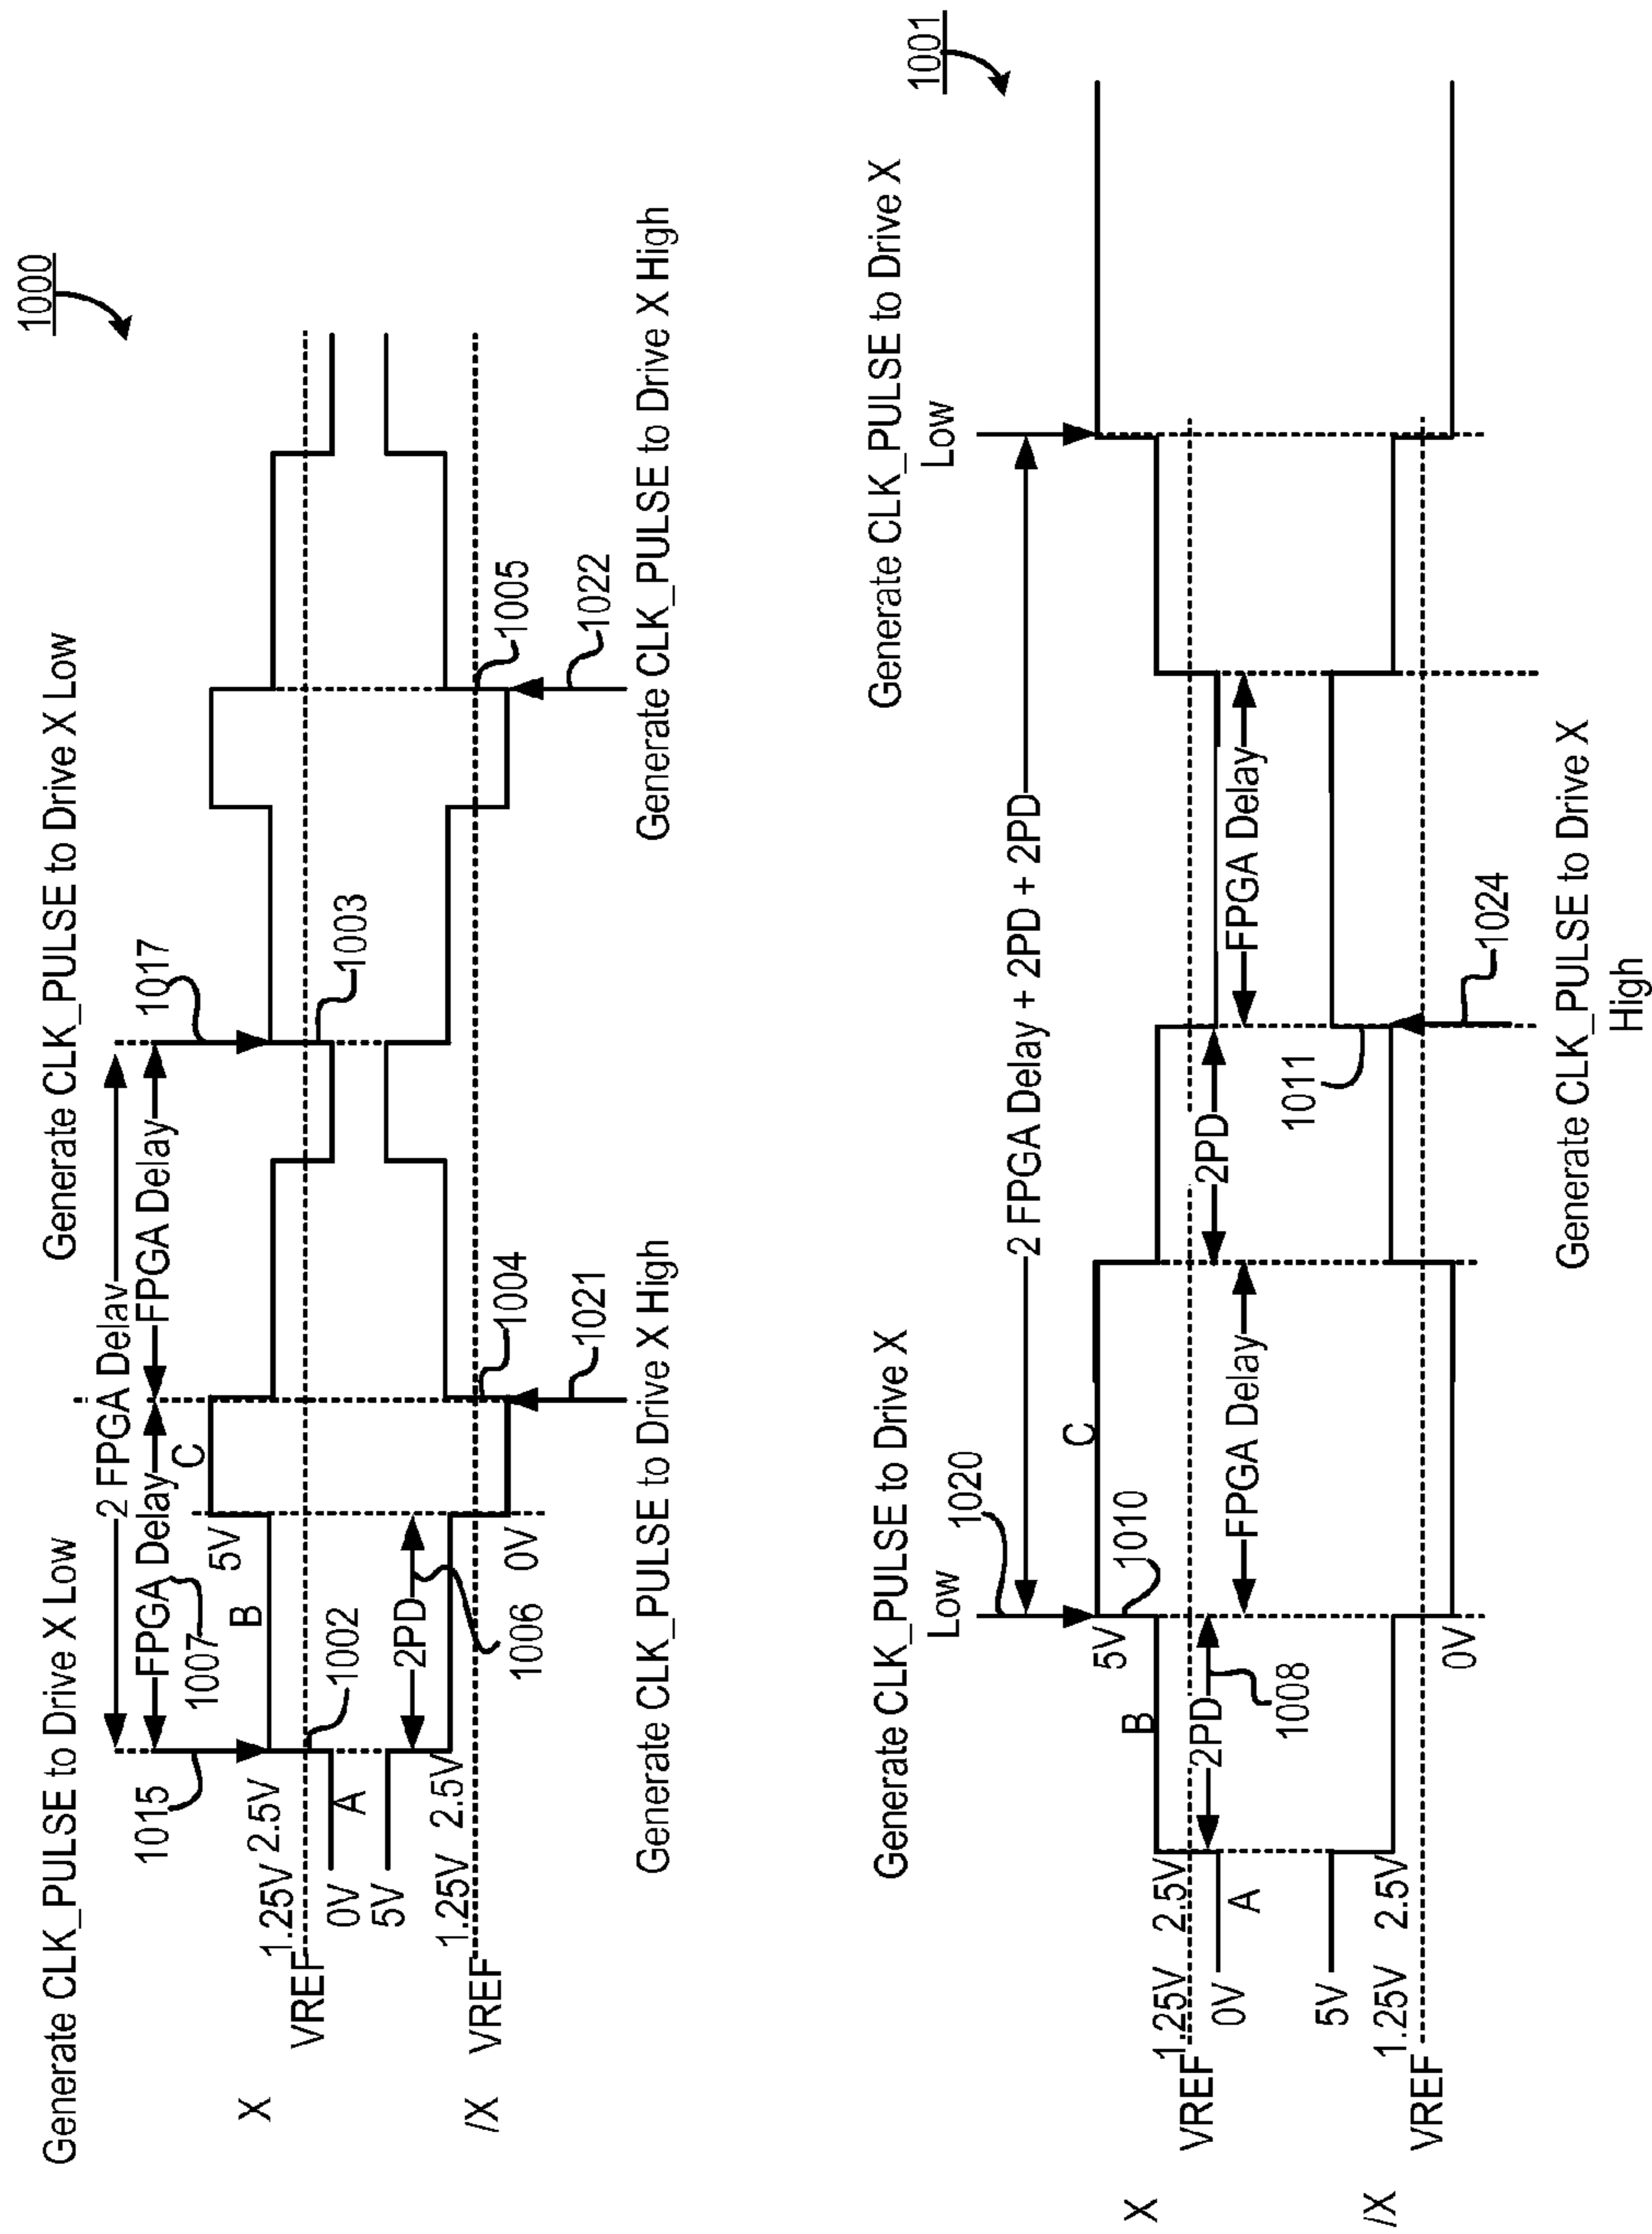 1000
Generate CLK_PULSE to Drive X Low
Generate CLK_PULSE to Drive X Low
2 FPGA Delay
FPGA Delay
FPGA Delay
1015
1007
1017
X
2.5V
B
5V
C
1.25V
VREF
1002
1003
0V
A
5V
2PD
1.25V
2.5V
/X
VREF
1006
0V
1004
1005
1021
1022
Generate CLK_PULSE to Drive X High
Generate CLK_PULSE to Drive X High
1001
Generate CLK_PULSE to Drive X
Low
Generate CLK_PULSE to Drive X
Low
1020
2 FPGA Delay + 2PD + 2PD
C
5V
1010
X
B
1.25V
2.5V
VREF
2PD
2PD
0V
A
FPGA Delay
FPGA Delay
1008
1011
5V
1.25V
2.5V
/X
VREF
0V
1024
Generate CLK_PULSE to Drive X
High